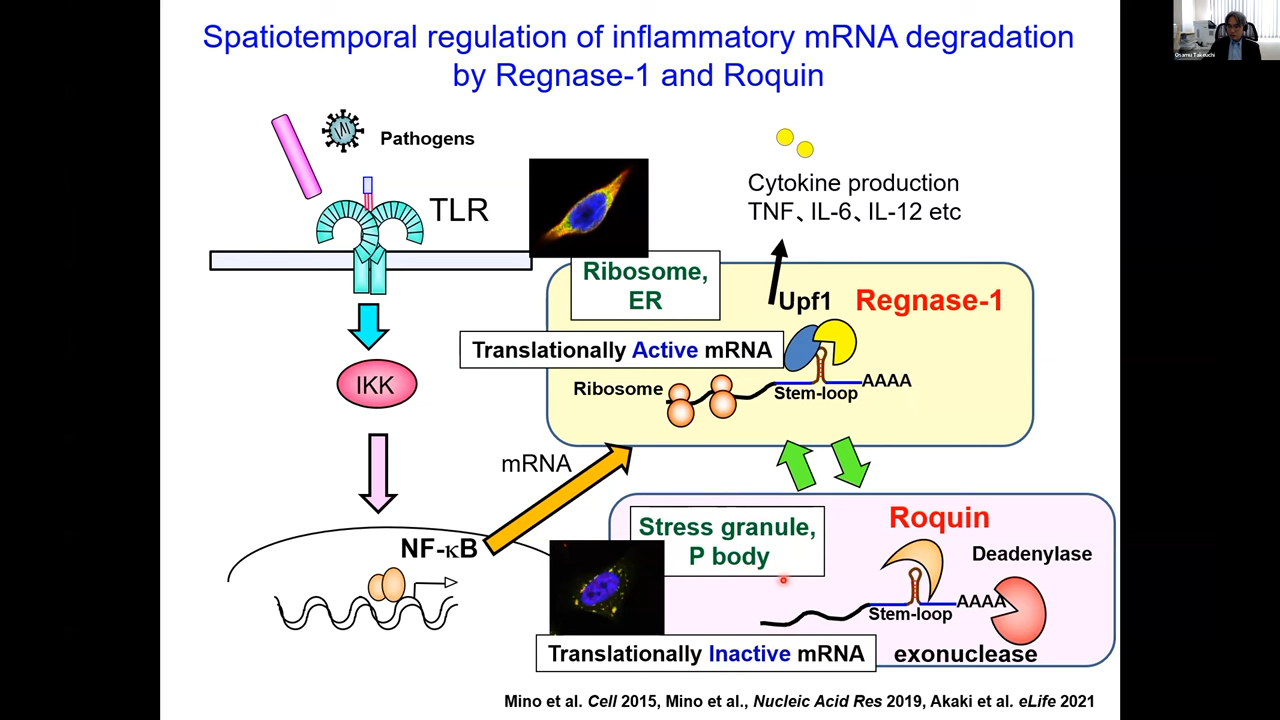 Spatiotemporal regulation of inflammatory mRNA degradation
by Regnase-1 and Roquin
Osamu Takeuchi
Pathogens
TLR
Cytokine production
TNF、IL-6、IL-12 etc
Ribosome,
ER
Upf1
Regnase-1
Translationally Active mRNA
IKK
Ribosome
Stem-loop
AAAA
mRNA
NF-κB
Stress granule,
P body
Roquin
Deadenylase
AAAA
Stem-loop
Translationally Inactive mRNA
exonuclease
Mino et al. Cell 2015, Mino et al., Nucleic Acid Res 2019, Akaki et al. eLife 2021